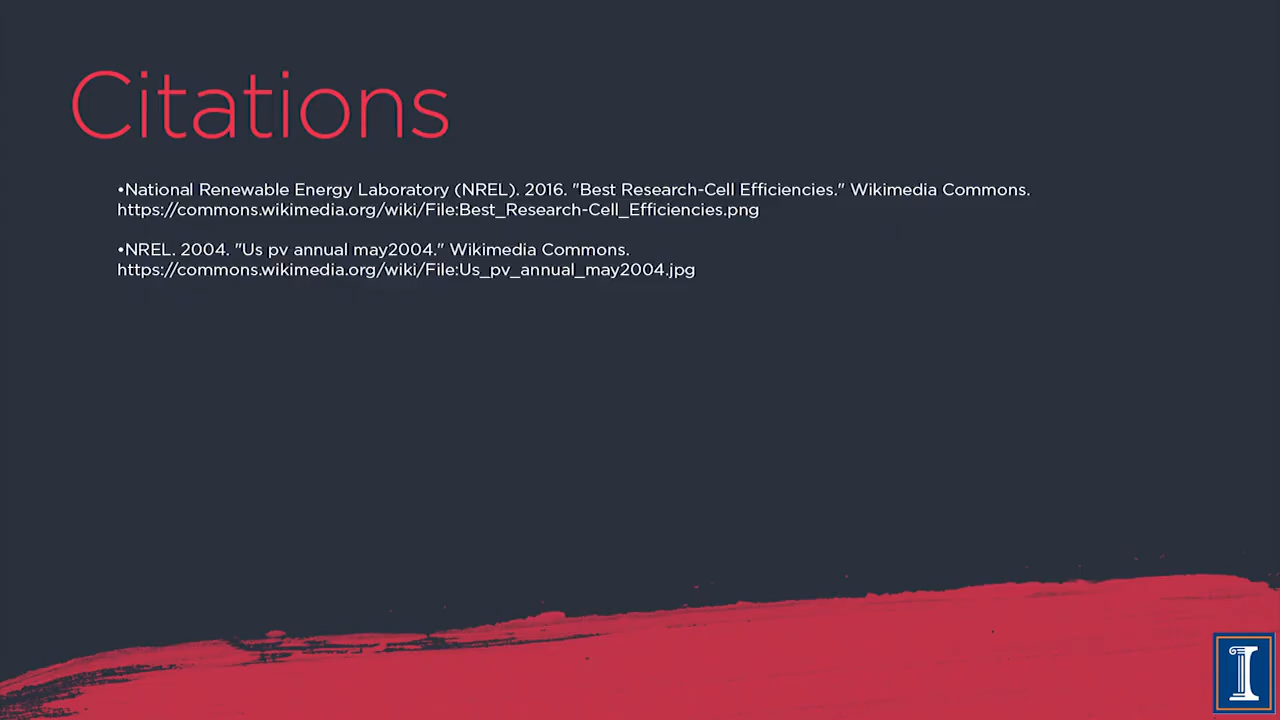 Citations
•National Renewable Energy Laboratory (NREL). 2016. "Best Research-Cell Efficiencies." Wikimedia Commons.
https://commons.wikimedia.org/wiki/File:Best_Research-Cell_Efficiencies.png
•NREL. 2004. "Us pv annual may2004." Wikimedia Commons.
https://commons.wikimedia.org/wiki/File:Us_pv_annual_may2004.jpg
I